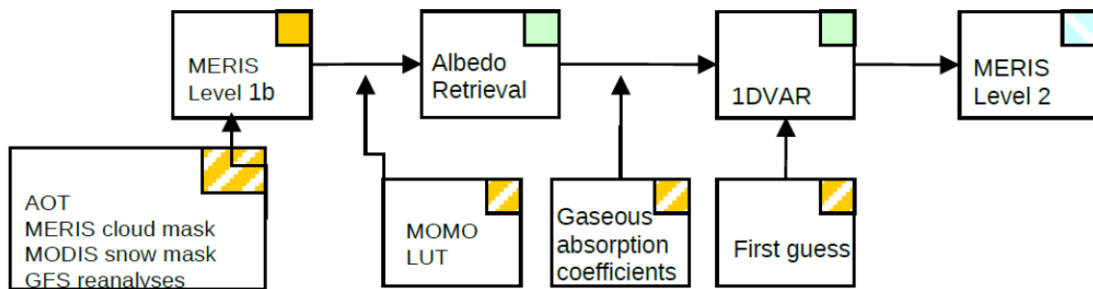 MERIS
Level 1b
Albedo
Retrieval
1DVAR
MERIS
Level 2
AOT
MERIS cloud mask
MODIS snow mask
GFS reanalyses
MOMO
LUT
Gaseous
absorption
coefficients
First guess